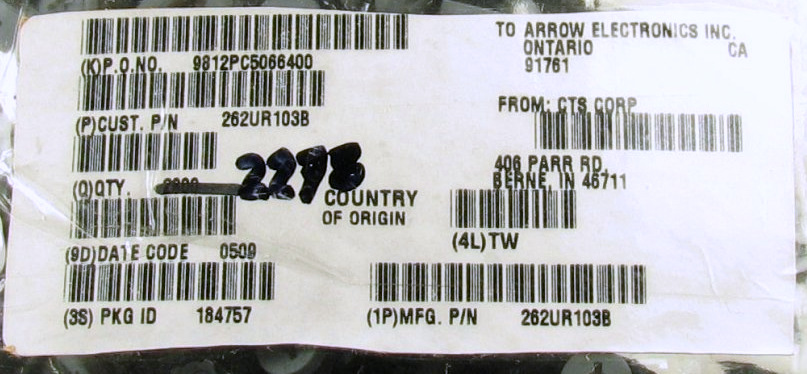 TO ARROW ELECTRONICS INC.
ONTARIO CA
91761
(K)P.O.NO. 9812PC5066400
FROM: CTS CORP
(P)CUST. P/N 262UR103B
406 PARR RD.
BERNE, IN 46711
(Q)QTY. 2298
COUNTRY
OF ORIGIN
(4L)TW
(9D)DATE CODE 0509
(3S) PKG ID 184757
(1P)MFG. P/N 262UR103B